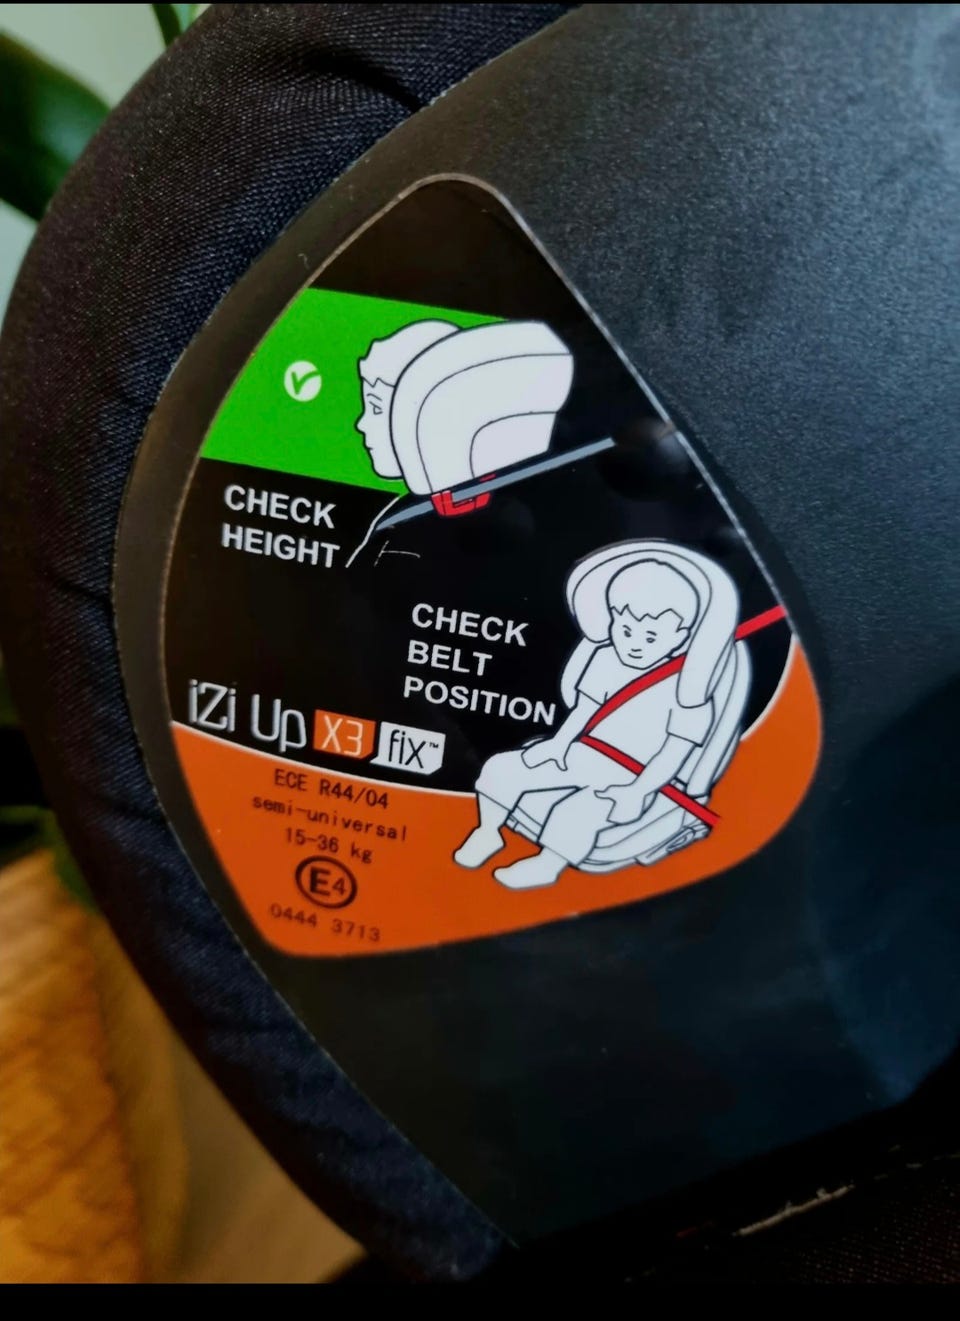 CHECK
HEIGHT
CHECK
BELT
POSITION
iZi Up X3 fix™
ECE R44/04
semi-universal
15-36 kg
E4
0444 3713